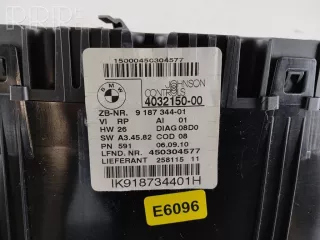 15000450304577
BMW
JOHNSON
CONTROLS
4032150-00
ZB-NR. 9 187 344-01
VI RP AI 01
HW 26 DIAG 08D0
SW A3.45.82 COD 08
PN 591 06.09.10
LFND. NR. 450304577
LIEFERANT 258115 11
IK918734401H
E6096